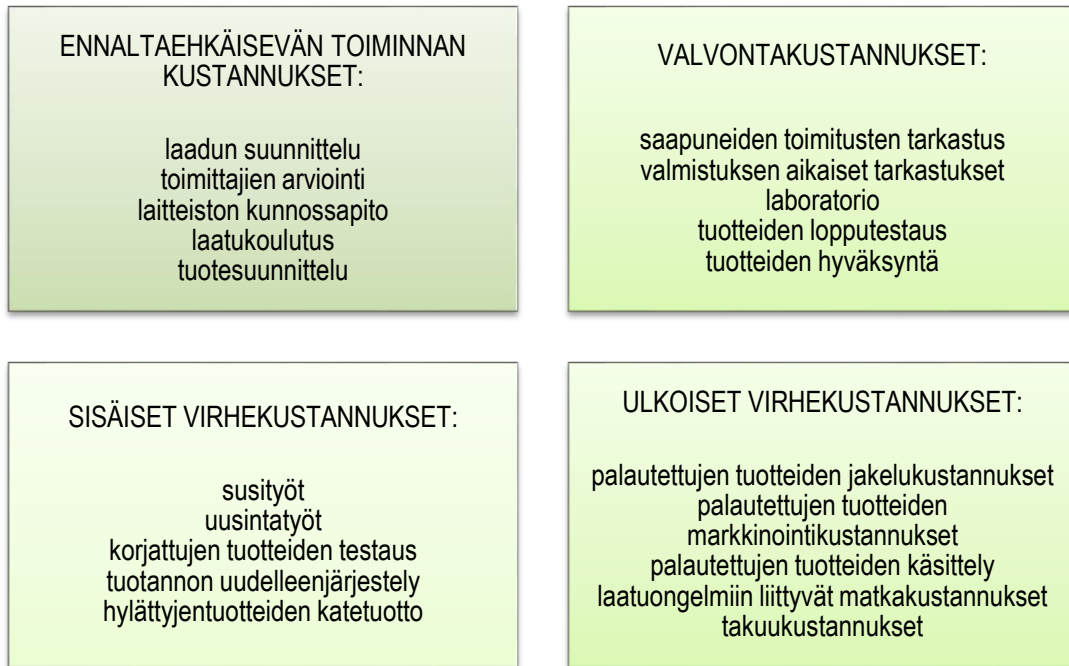 ENNALTAEHKÄISEVÄN TOIMINNAN
KUSTANNUKSET:
laadun suunnittelu
toimittajien arviointi
laitteiston kunnossapito
laatukoulutus
tuotesuunnittelu
VALVONTAKUSTANNUKSET:
saapuneiden toimitusten tarkastus
valmistuksen aikaiset tarkastukset
laboratorio
tuotteiden lopputestaus
tuotteiden hyväksyntä
SISÄISET VIRHEKUSTANNUKSET:
susityöt
uusintatyöt
korjattujen tuotteiden testaus
tuotannon uudelleenjärjestely
hylättyjentuotteiden katetuotto
ULKOISET VIRHEKUSTANNUKSET:
palautettujen tuotteiden jakelukustannukset
palautettujen tuotteiden
markkinointikustannukset
palautettujen tuotteiden käsittely
laatuongelmiin liittyvät matkakustannukset
takuukustannukset